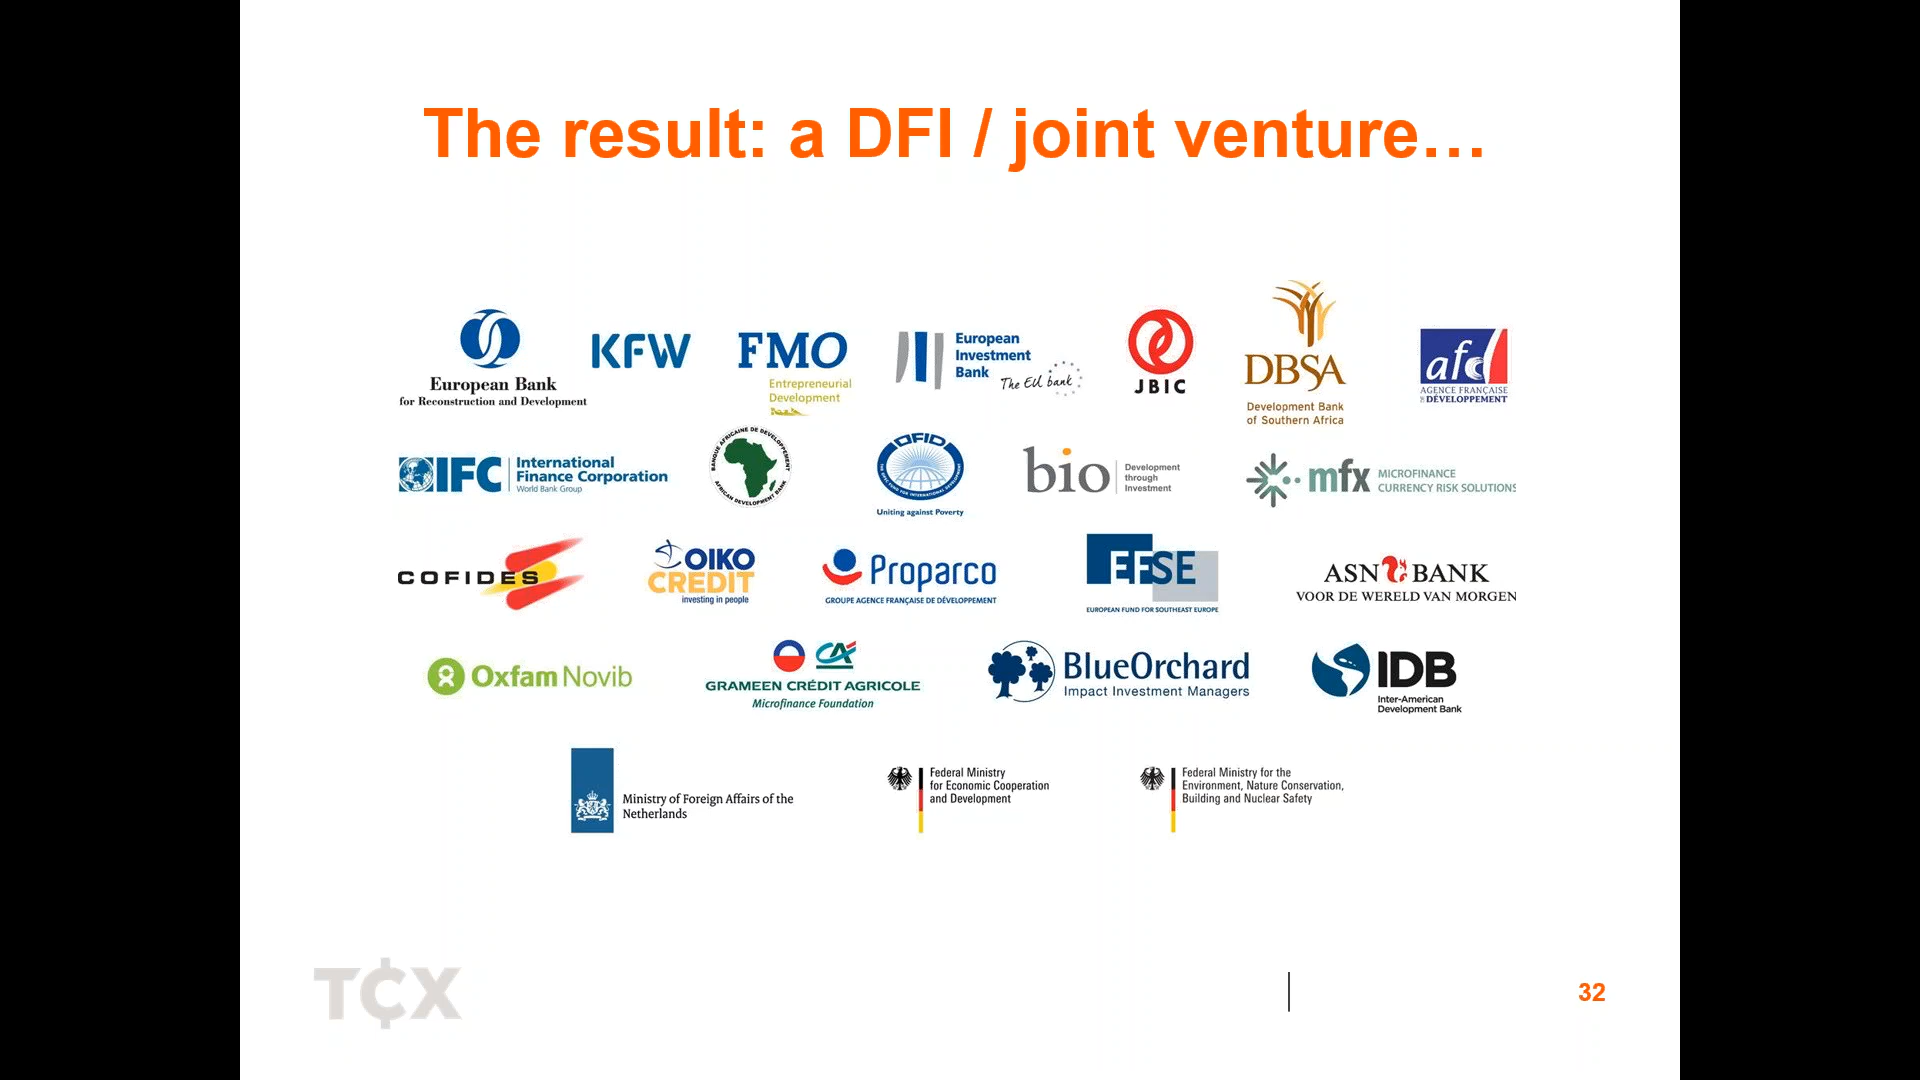 The result: a DFI / joint venture…
European Bank
for Reconstruction and Development
KFW
FMO
Entrepreneurial
Development
European
Investment
Bank
The EU bank
JBIC
DBSA
Development Bank
of Southern Africa
afd
AGENCE FRANÇAISE
DE DÉVELOPPEMENT
IFC
International
Finance Corporation
World Bank Group
BANQUE AFRICAINE DE DEVELOPPEMENT
AFRICAN DEVELOPMENT BANK
DFID
Uniting against Poverty
bio
Development
through
Investment
mfx
MICROFINANCE
CURRENCY RISK SOLUTIONS
COFIDES
OIKO
CREDIT
investing in people
Proparco
GROUPE AGENCE FRANÇAISE DE DÉVELOPPEMENT
EFSE
EUROPEAN FUND FOR SOUTHEAST EUROPE
ASN BANK
VOOR DE WERELD VAN MORGEN
Oxfam Novib
CA
GRAMEEN CRÉDIT AGRICOLE
Microfinance Foundation
BlueOrchard
Impact Investment Managers
IDB
Inter-American
Development Bank
Ministry of Foreign Affairs of the
Netherlands
Federal Ministry
for Economic Cooperation
and Development
Federal Ministry for the
Environment, Nature Conservation,
Building and Nuclear Safety
T₵X
32